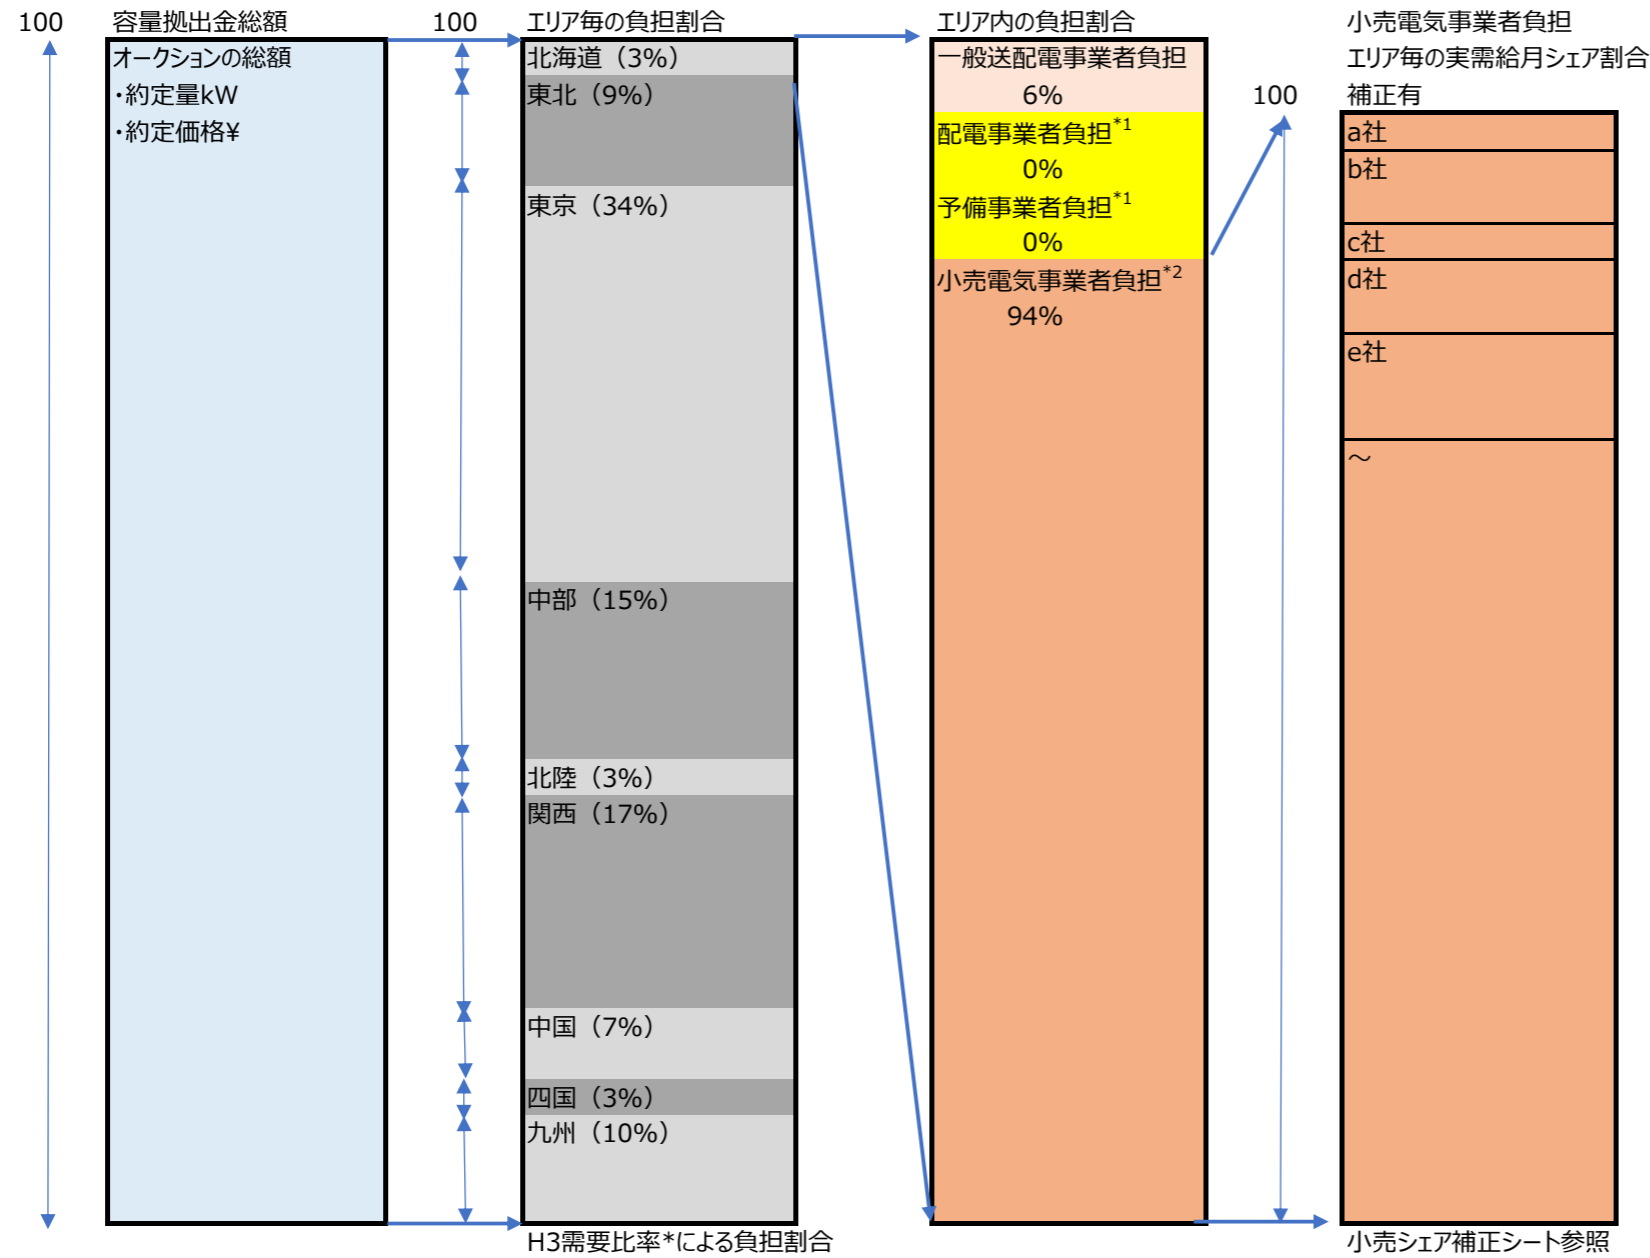 100
容量拠出金総額
オークションの総額
・約定量kW
・約定価格¥
100
エリア毎の負担割合
北海道（3%）
東北（9%）
東京（34%）
中部（15%）
北陸（3%）
関西（17%）
中国（7%）
四国（3%）
九州（10%）
H3需要比率*による負担割合
エリア内の負担割合
一般送配電事業者負担
6%
配電事業者負担*1
0%
予備事業者負担*1
0%
小売電気事業者負担*2
94%
小売電気事業者負担
エリア毎の実需給月シェア割合
100
補正有
a社
b社
c社
d社
e社
～
小売シェア補正シート参照